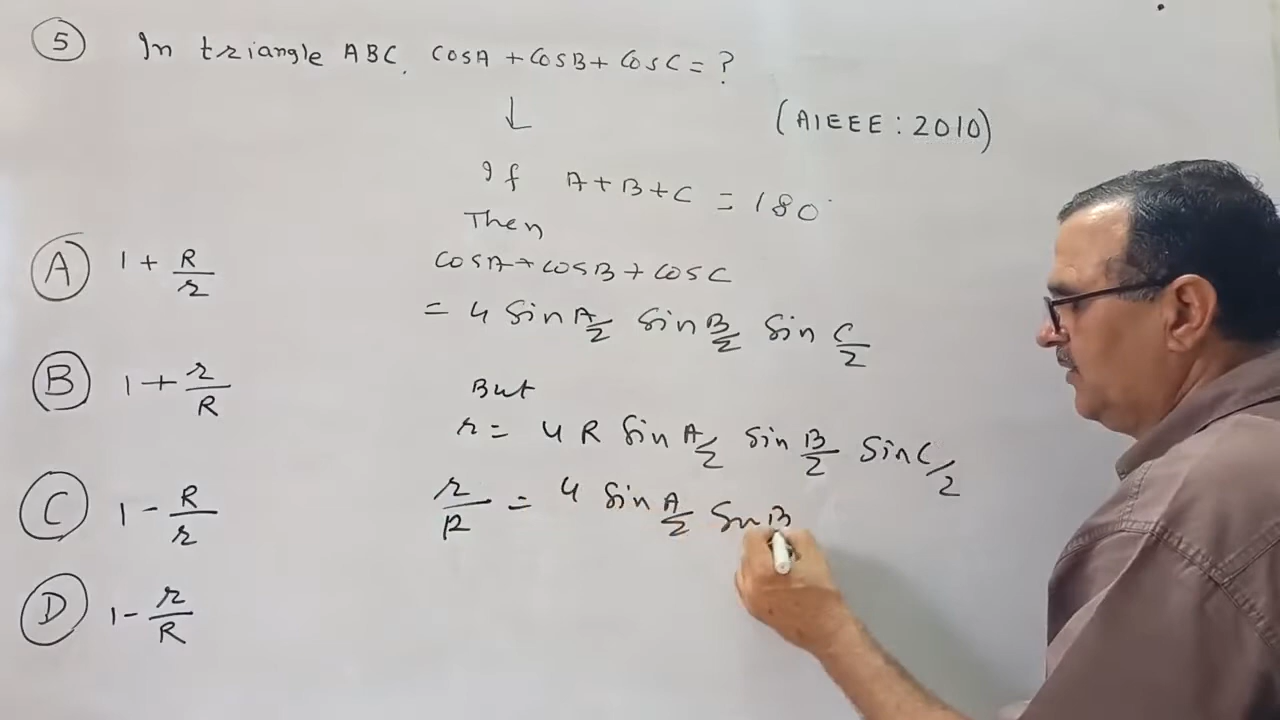 5 In triangle ABC, cosA + cosB + cosC = ?
(AIEEE : 2010)
If A + B + C = 180°
Then
cosA + cosB + cosC
= 4 sin A/2 sin B/2 sin C/2
But
r = 4 R sin A/2 sin B/2 sin C/2
r/R = 4 sin A/2 sin B
A 1 + R/r
B 1 + r/R
C 1 - R/r
D 1 - r/R